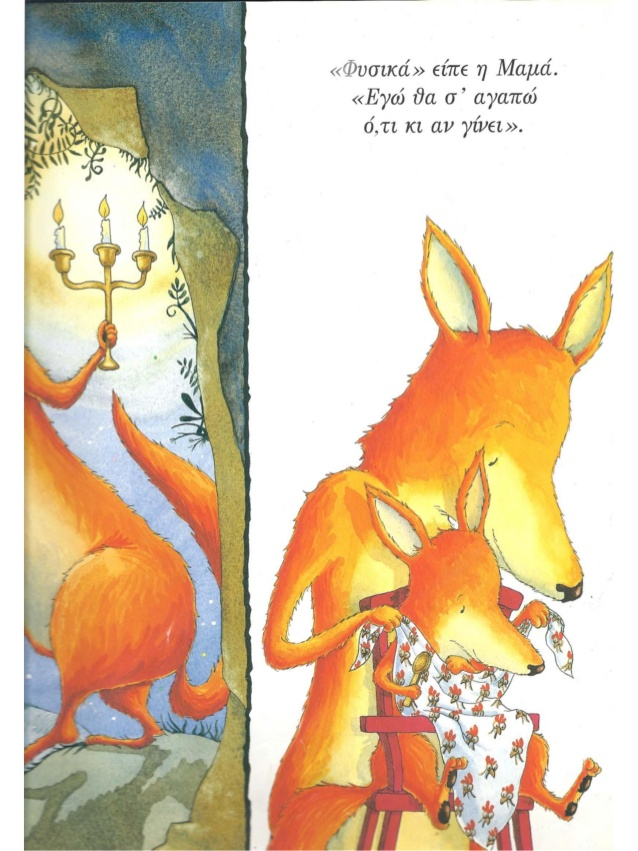 «Φυσικά» είπε η Μαμά.
«Εγώ θα σ' αγαπώ
ό,τι κι αν γίνει».